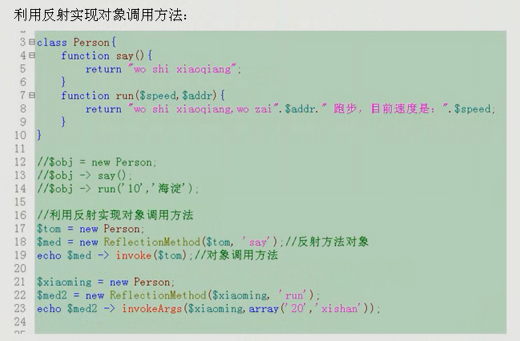 利用反射实现对象调用方法：
3 class Person{
4 function say(){
5 return "wo shi xiaoqiang";
6 }
7 function run($speed,$addr){
8 return "wo shi xiaoqiang,wo zai".$addr." 跑步，目前速度是：".$speed;
9 }
10 }
11
12 //$obj = new Person;
13 //$obj -> say();
14 //$obj -> run('10','海淀');
15
16 //利用反射实现对象调用方法
17 $tom = new Person;
18 $med = new ReflectionMethod($tom, 'say');//反射方法对象
19 echo $med -> invoke($tom);//对象调用方法
20
21 $xiaoming = new Person;
22 $med2 = new ReflectionMethod($xiaoming, 'run');
23 echo $med2 -> invokeArgs($xiaoming,array('20','xishan'));
24